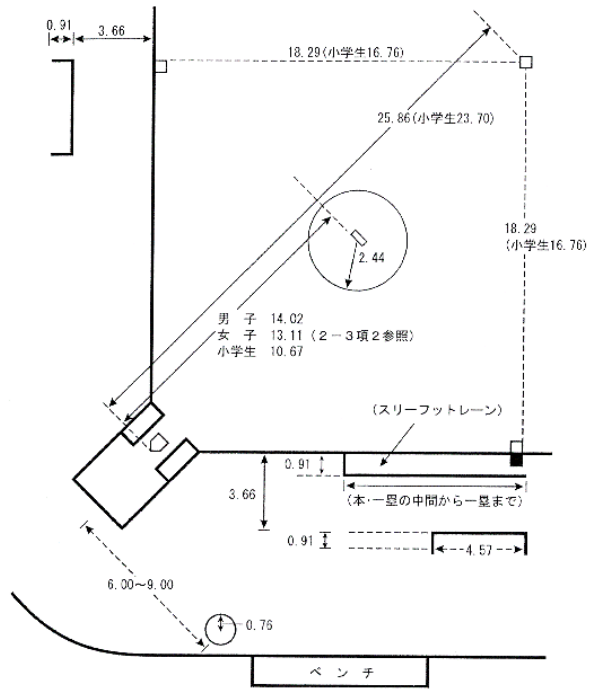 0.91
3.66
18.29(小学生16.76)
25.86(小学生23.70)
18.29
(小学生16.76)
2.44
男　子　14.02
女　子　13.11（２－３項２参照）
小学生　10.67
(スリーフットレーン)
0.91
3.66
(本・一塁の中間から一塁まで)
0.91
4.57
6.00～9.00
0.76
ベ　ン　チ